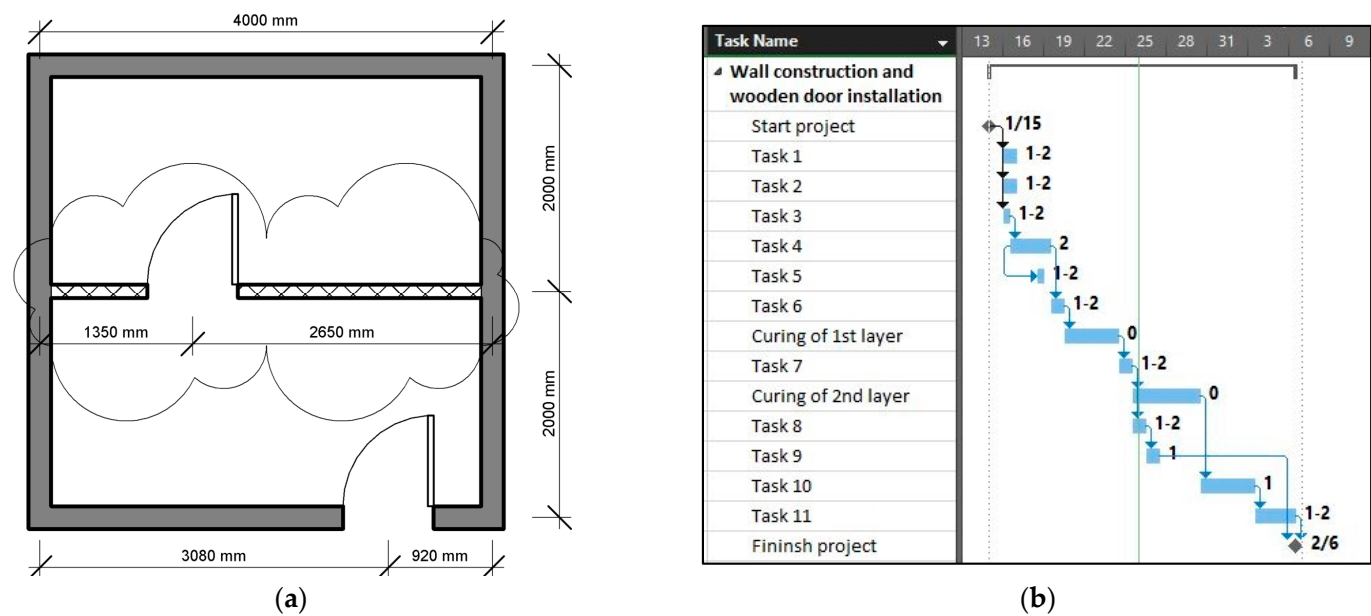 4000 mm
2000 mm
1350 mm
2650 mm
2000 mm
3080 mm
920 mm
(a)
Task Name 13 16 19 22 25 28 31 3 6 9
Wall construction and
wooden door installation
Start project 1/15
Task 1 1-2
Task 2 1-2
Task 3 1-2
Task 4 2
Task 5 1-2
Task 6 1-2
Curing of 1st layer 0
Task 7 1-2
Curing of 2nd layer 0
Task 8 1-2
Task 9 1
Task 10 1
Task 11 1-2
Fininsh project 2/6
(b)